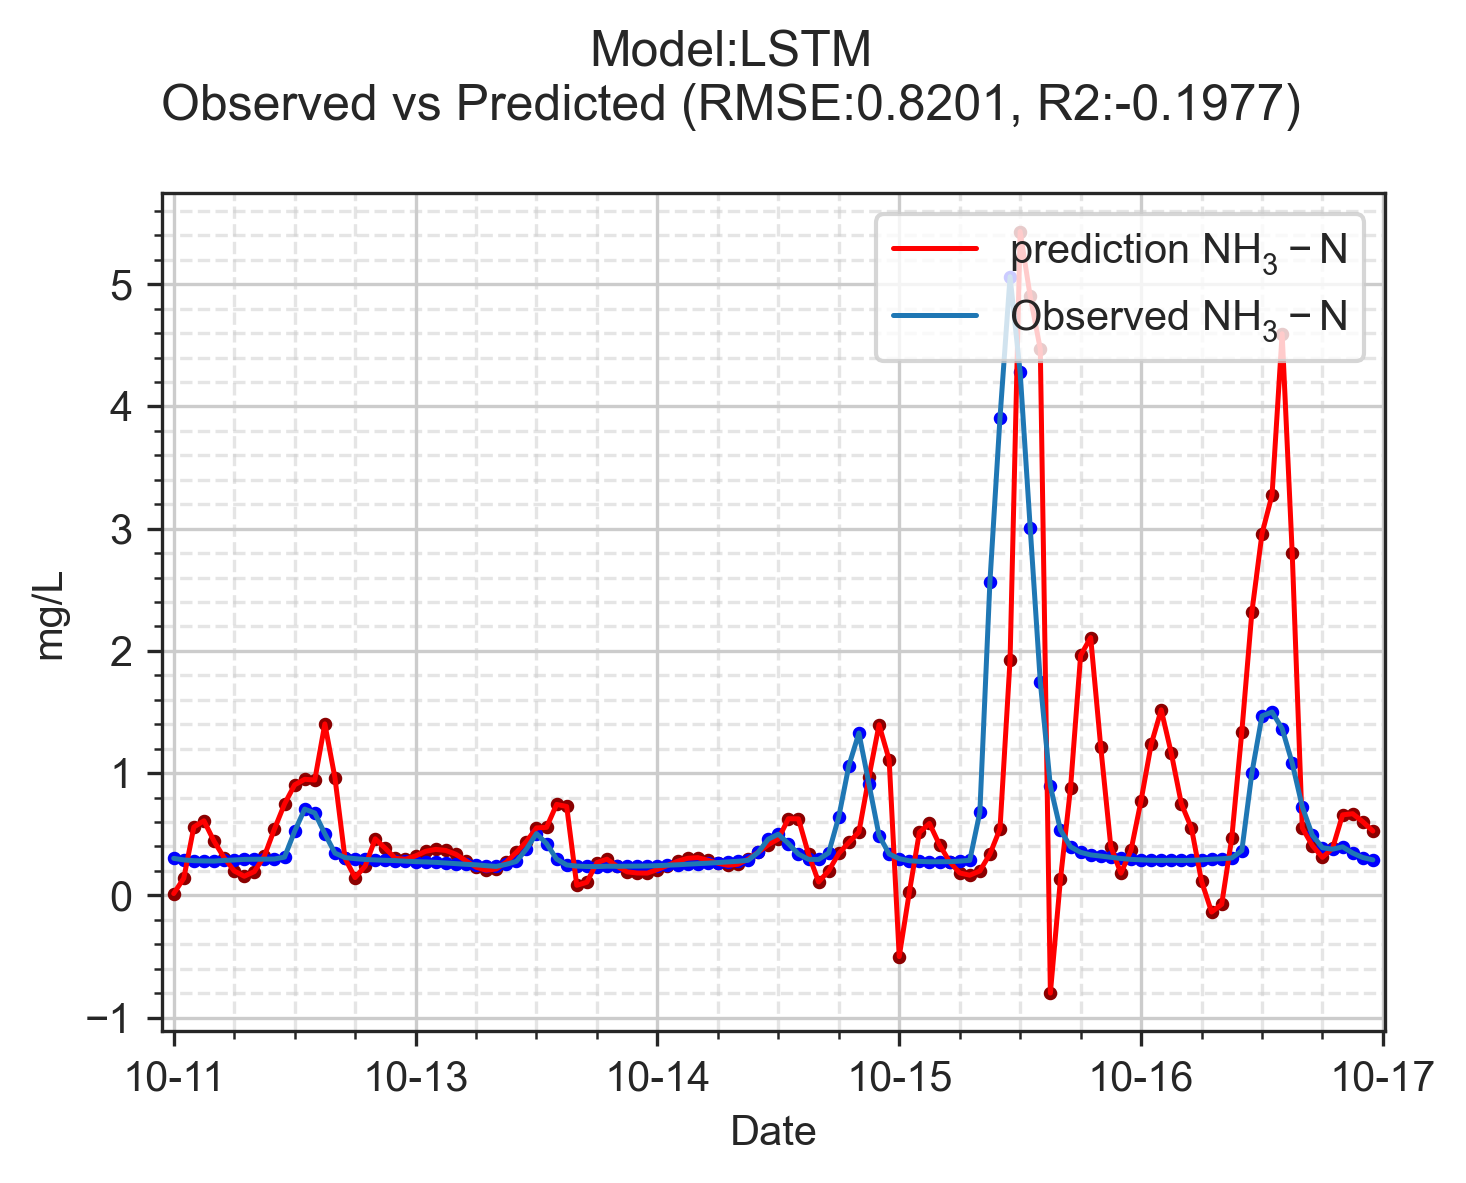 Model:LSTM
Observed vs Predicted (RMSE:0.8201, R2:-0.1977)
prediction NH₃ − N
Observed NH₃ − N
mg/L
5
4
3
2
1
0
−1
10-11 10-13 10-14 10-15 10-16 10-17
Date